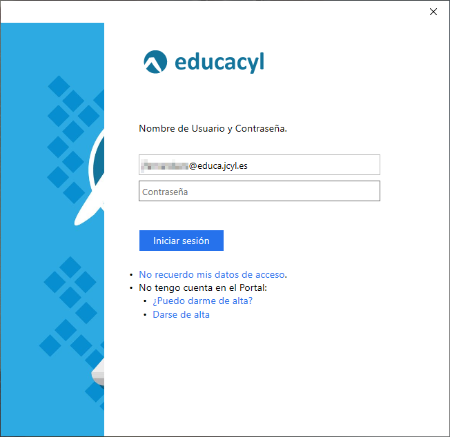 educacyl
Nombre de Usuario y Contraseña.
@educa.jcyl.es
Contraseña
Iniciar sesión
No recuerdo mis datos de acceso.
No tengo cuenta en el Portal:
¿Puedo darme de alta?
Darse de alta